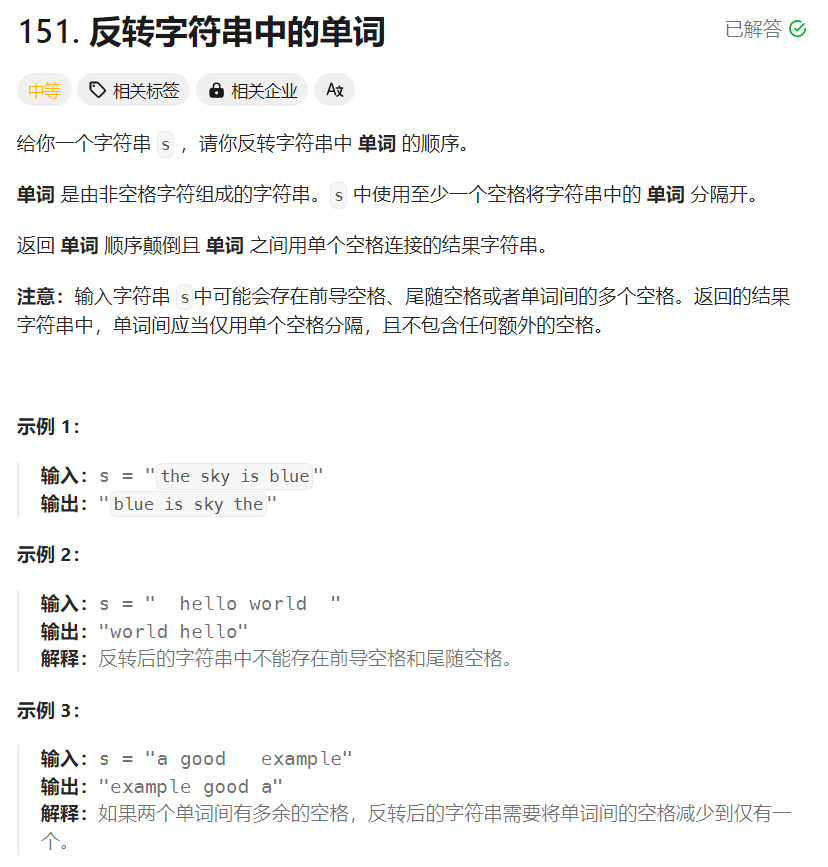 151. 反转字符串中的单词
已解答
中等 相关标签 相关企业 Aa
给你一个字符串 s ，请你反转字符串中 单词 的顺序。
单词 是由非空格字符组成的字符串。s 中使用至少一个空格将字符串中的 单词 分隔开。
返回 单词 顺序颠倒且 单词 之间用单个空格连接的结果字符串。
注意：输入字符串 s中可能会存在前导空格、尾随空格或者单词间的多个空格。返回的结果
字符串中，单词间应当仅用单个空格分隔，且不包含任何额外的空格。
示例 1：
输入：s = "the sky is blue"
输出："blue is sky the"
示例 2：
输入：s = "  hello world  "
输出："world hello"
解释：反转后的字符串中不能存在前导空格和尾随空格。
示例 3：
输入：s = "a good   example"
输出："example good a"
解释：如果两个单词间有多余的空格，反转后的字符串需要将单词间的空格减少到仅有一
个。